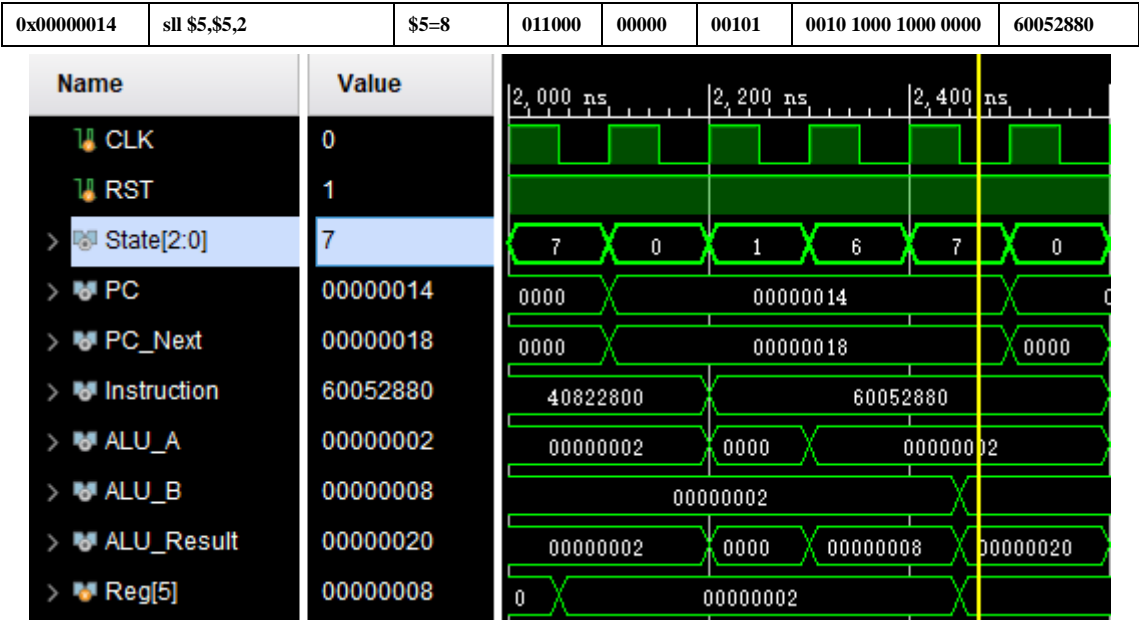 0x00000014 sll $5,$5,2 $5=8 011000 00000 00101 0010 1000 1000 0000 60052880
Name Value 2,000 ns 2,200 ns 2,400 ns
CLK 0
RST 1
> State[2:0] 7 7 0 1 6 7 0
> PC 00000014 0000 00000014 0
> PC_Next 00000018 0000 00000018 0000
> Instruction 60052880 40822800 60052880
> ALU_A 00000002 00000002 0000 00000002
> ALU_B 00000008 00000002
> ALU_Result 00000020 00000002 0000 00000008 00000020
> Reg[5] 00000008 0 00000002